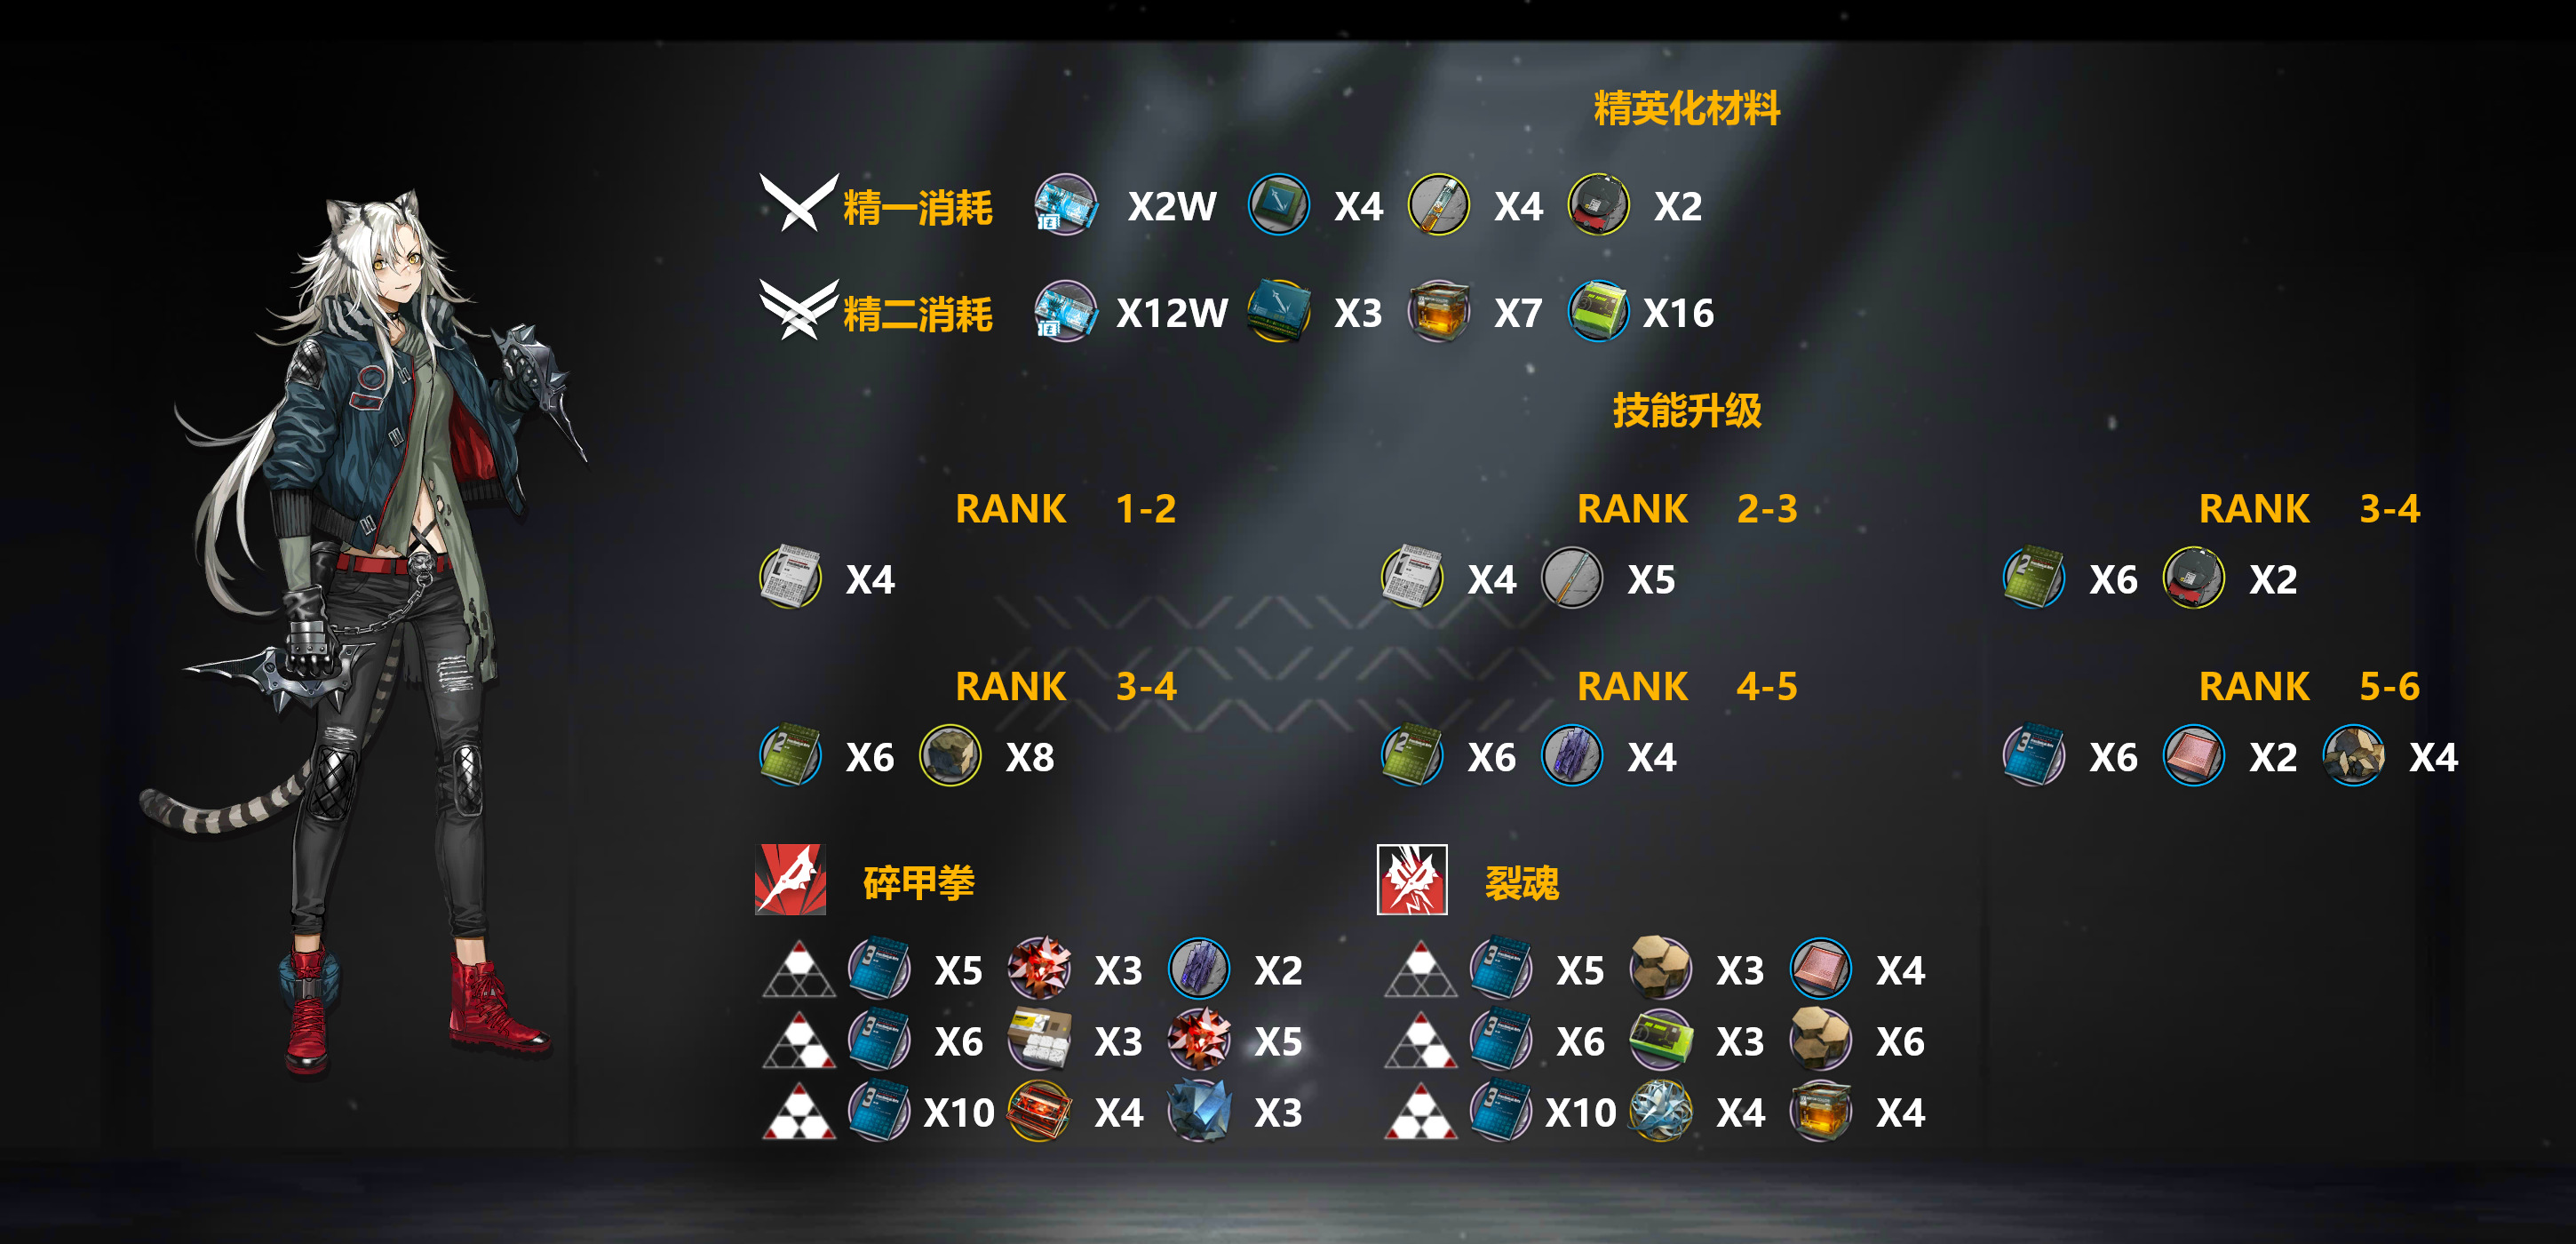 精英化材料
精一消耗 X2W X4 X4 X2
精二消耗 X12W X3 X7 X16
技能升级
RANK 1-2 RANK 2-3 RANK 3-4
X4 X4 X5 X6 X2
RANK 3-4 RANK 4-5 RANK 5-6
X6 X8 X6 X4 X6 X2 X4
碎甲拳 裂魂
X5 X3 X2 X5 X3 X4
X6 X3 X5 X6 X3 X6
X10 X4 X3 X10 X4 X4